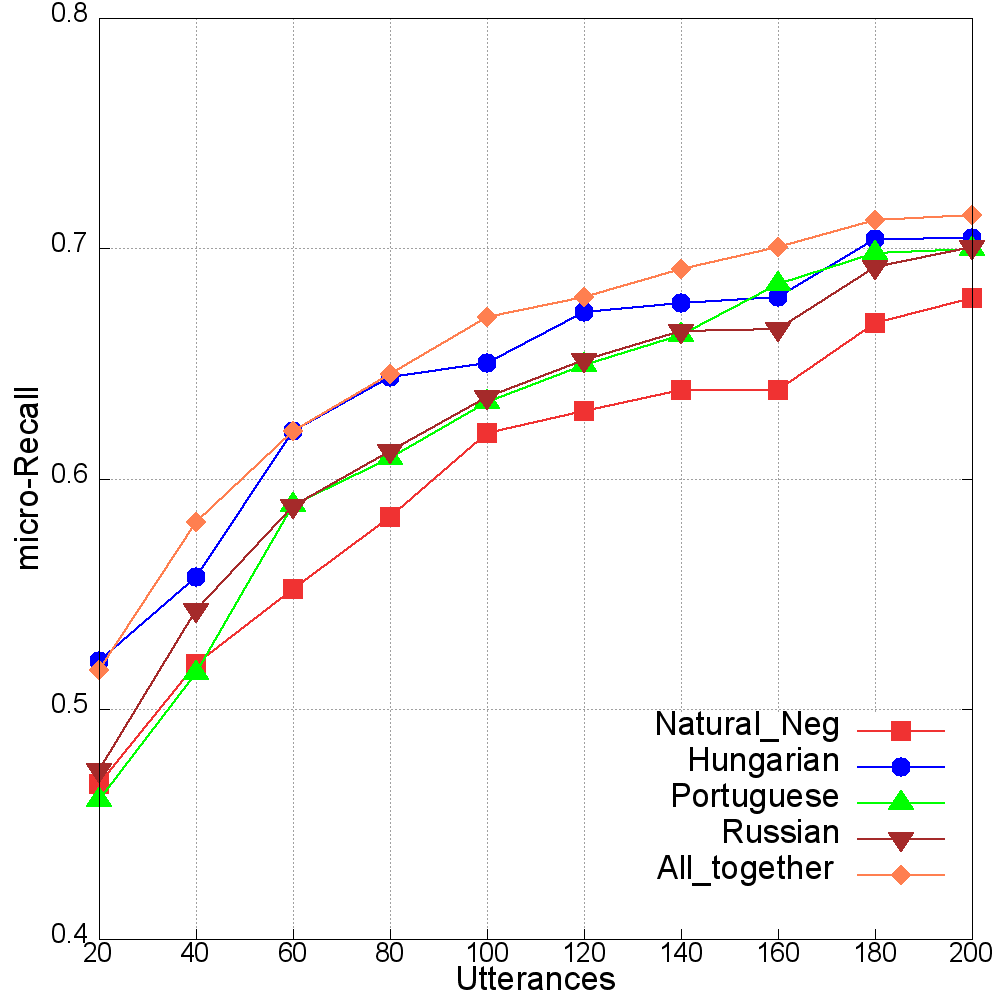 0.8
0.7
0.6
0.5
0.4
micro-Recall
Natural_Neg
Hungarian
Portuguese
Russian
All_together
20 40 60 80 100 120 140 160 180 200
Utterances